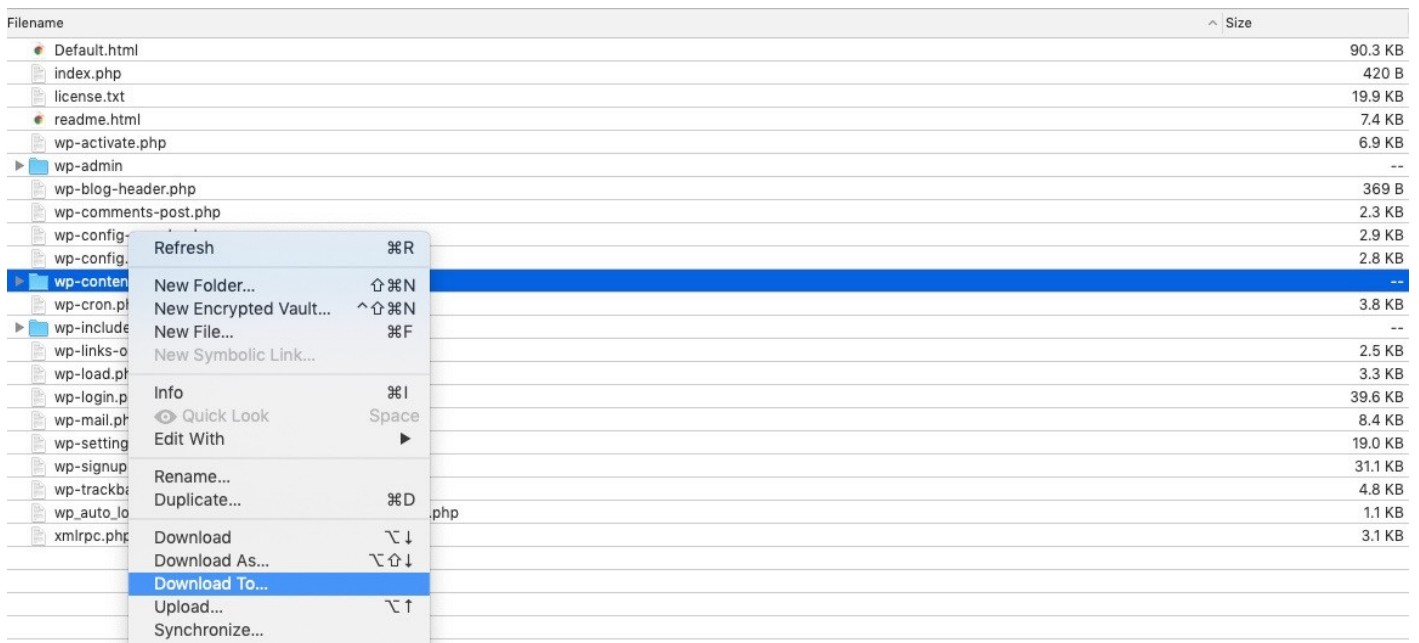 Filename Size
Default.html 90.3 KB
index.php 420 B
license.txt 19.9 KB
readme.html 7.4 KB
wp-activate.php 6.9 KB
wp-admin --
wp-blog-header.php 369 B
wp-comments-post.php 2.3 KB
wp-config- 2.9 KB
Refresh ⌘R
wp-config. 2.8 KB
wp-conten --
New Folder... ⇧⌘N
wp-cron.ph 3.8 KB
New Encrypted Vault... ^⇧⌘N
wp-include --
New File... ⌘F
wp-links-o 2.5 KB
New Symbolic Link...
wp-load.ph 3.3 KB
Info ⌘I
wp-login.p 39.6 KB
Quick Look Space
wp-mail.ph 8.4 KB
Edit With
wp-setting 19.0 KB
wp-signup 31.1 KB
Rename...
wp-trackba 4.8 KB
Duplicate... ⌘D
wp_auto_lo .php 1.1 KB
xmlrpc.php 3.1 KB
Download ⌥↓
Download As... ⌥⇧↓
Download To...
Upload... ⌥↑
Synchronize...